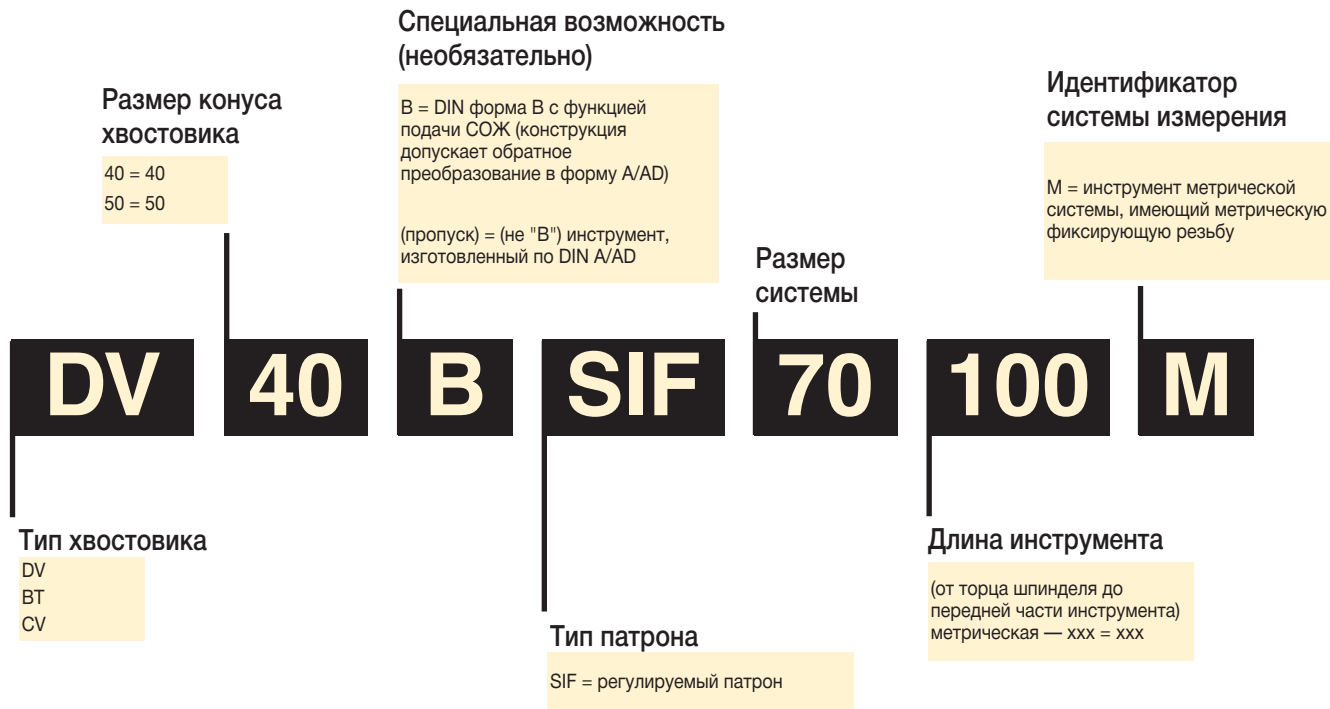 Специальная возможность
(необязательно)
B = DIN форма B с функцией
подачи СОЖ (конструкция
допускает обратное
преобразование в форму A/AD)
(пропуск) = (не "B") инструмент,
изготовленный по DIN A/AD
Размер конуса
хвостовика
40 = 40
50 = 50
Идентификатор
системы измерения
M = инструмент метрической
системы, имеющий метрическую
фиксирующую резьбу
Размер
системы
DV 40 B SIF 70 100 M
Тип хвостовика
DV
BT
CV
Тип патрона
SIF = регулируемый патрон
Длина инструмента
(от торца шпинделя до
передней части инструмента)
метрическая — xxx = xxx